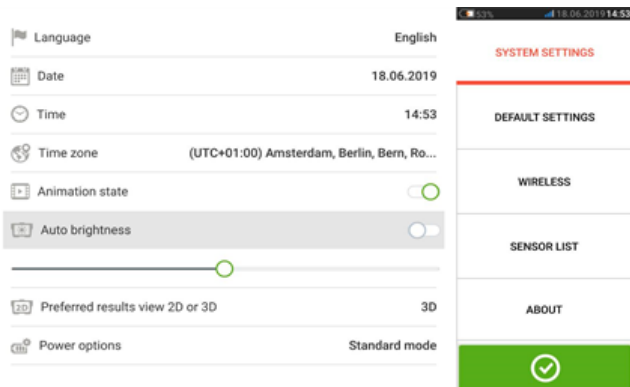 Language English
Date 18.06.2019
Time 14:53
Time zone (UTC+01:00) Amsterdam, Berlin, Bern, Ro...
Animation state
Auto brightness
2D Preferred results view 2D or 3D 3D
Power options Standard mode
53% 18.06.2019 14:53
SYSTEM SETTINGS
DEFAULT SETTINGS
WIRELESS
SENSOR LIST
ABOUT